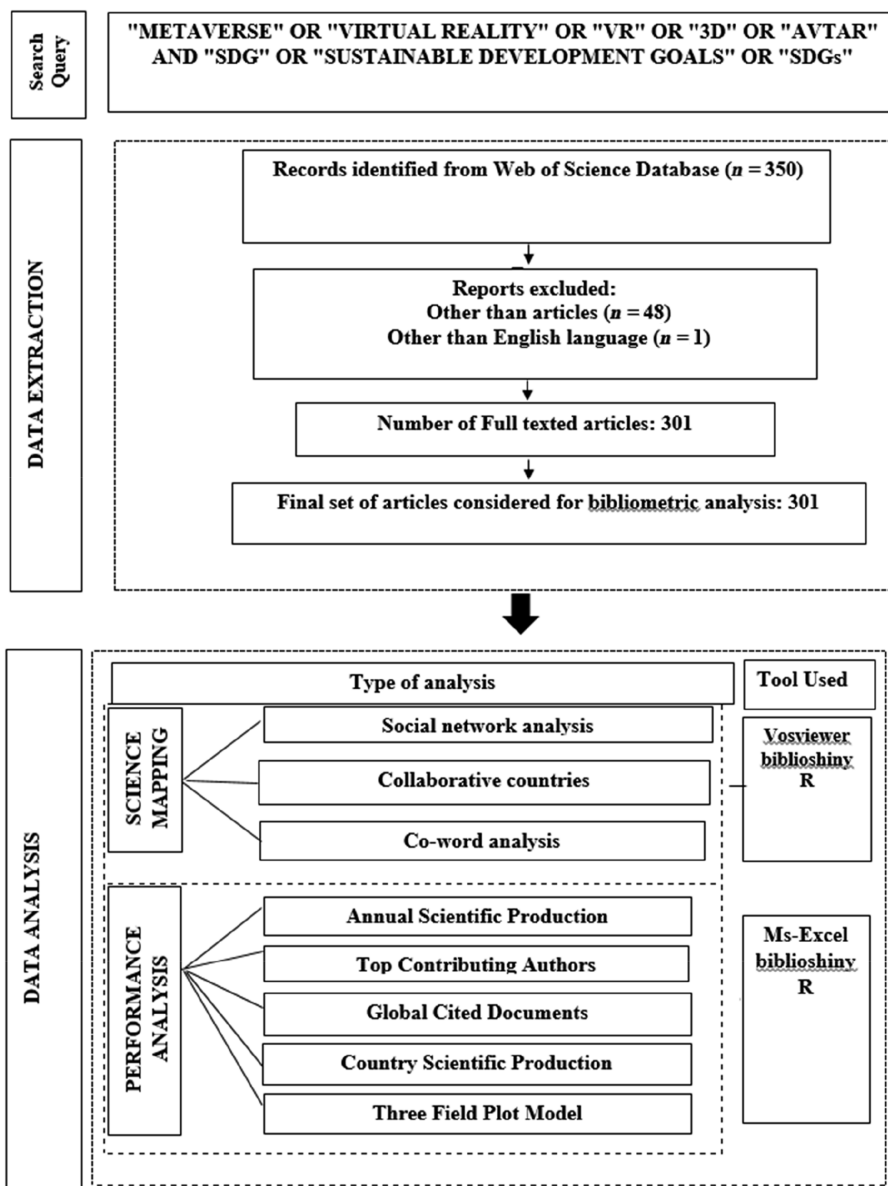 Search
Query
"METAVERSE" OR "VIRTUAL REALITY" OR "VR" OR "3D" OR "AVTAR"
AND "SDG" OR "SUSTAINABLE DEVELOPMENT GOALS" OR "SDGs"
DATA EXTRACTION
Records identified from Web of Science Database (n = 350)
Reports excluded:
Other than articles (n = 48)
Other than English language (n = 1)
Number of Full texted articles: 301
Final set of articles considered for bibliometric analysis: 301
DATA ANALYSIS
Type of analysis
Tool Used
SCIENCE
MAPPING
Social network analysis
Collaborative countries
Co-word analysis
Vosviewer
biblioshiny
R
PERFORMANCE
ANALYSIS
Annual Scientific Production
Top Contributing Authors
Global Cited Documents
Country Scientific Production
Three Field Plot Model
Ms-Excel
biblioshiny
R